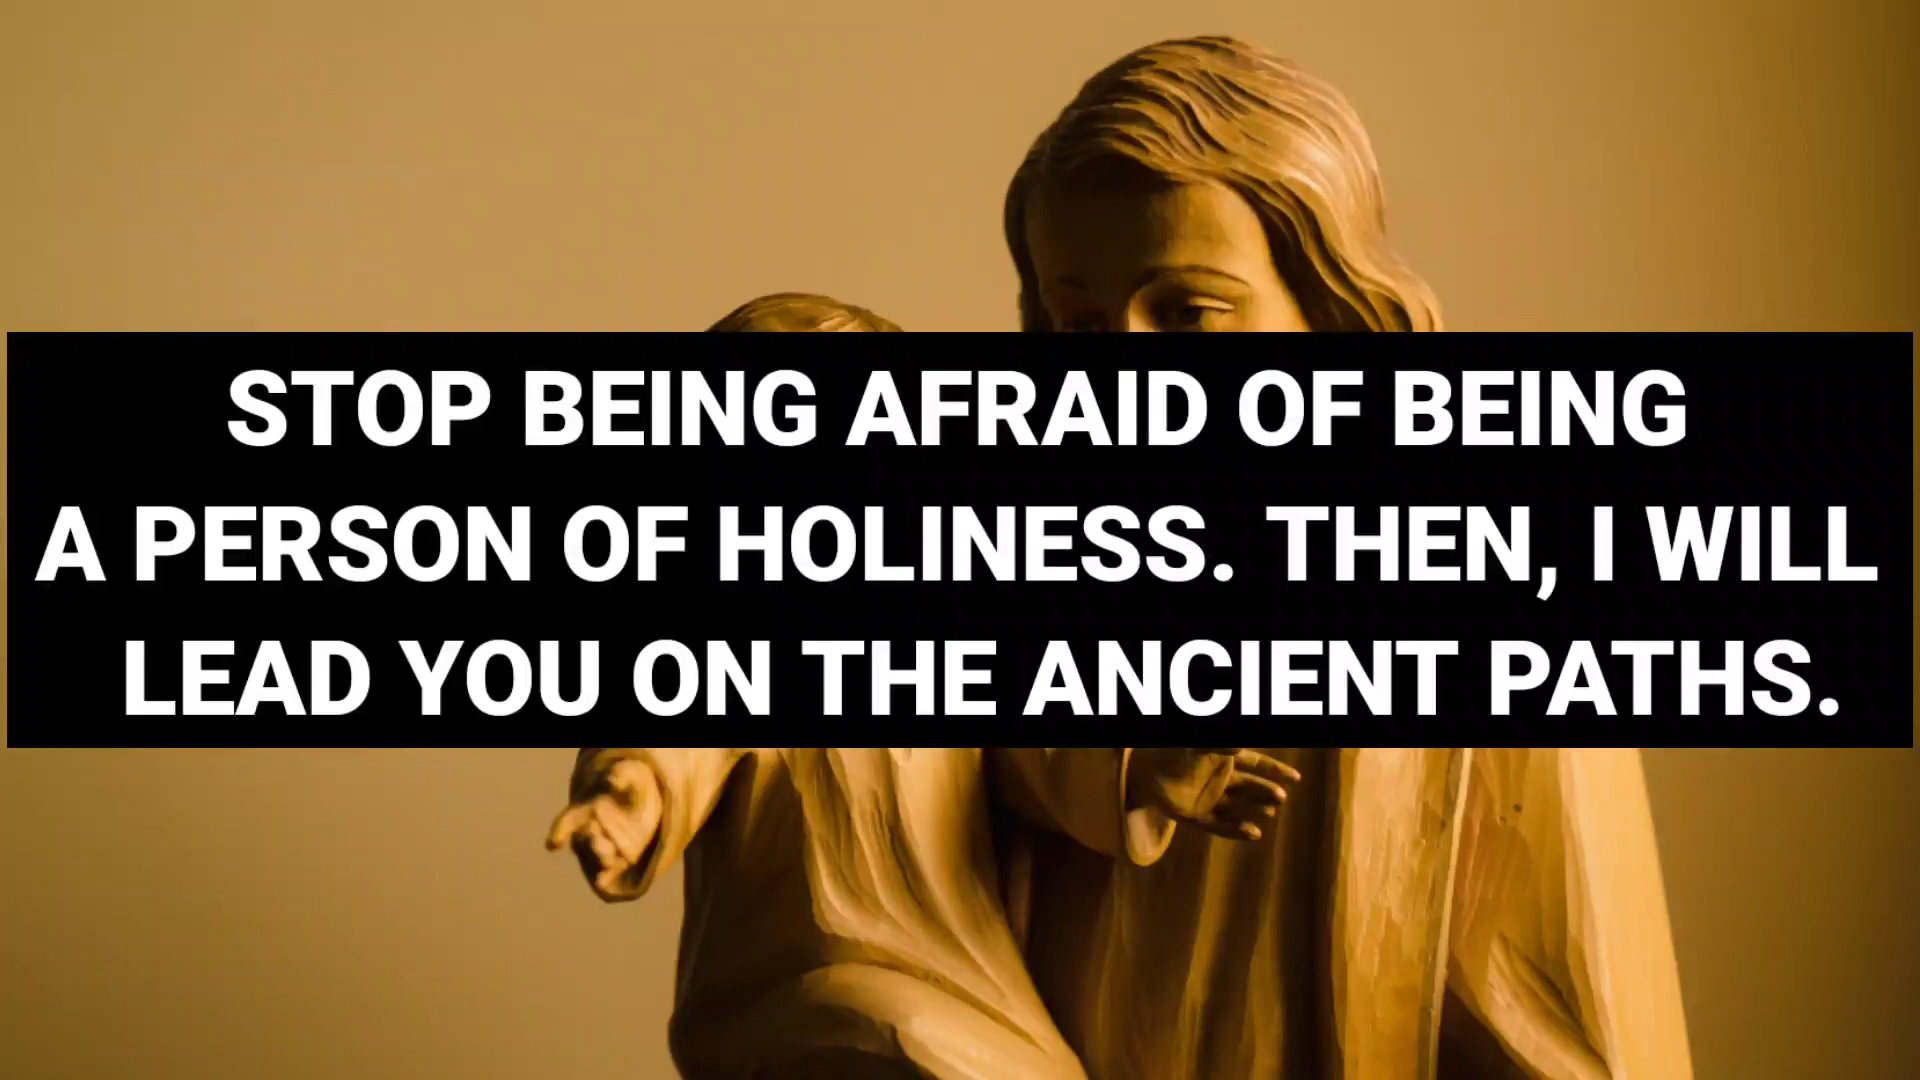 STOP BEING AFRAID OF BEING
A PERSON OF HOLINESS. THEN, I WILL
LEAD YOU ON THE ANCIENT PATHS.